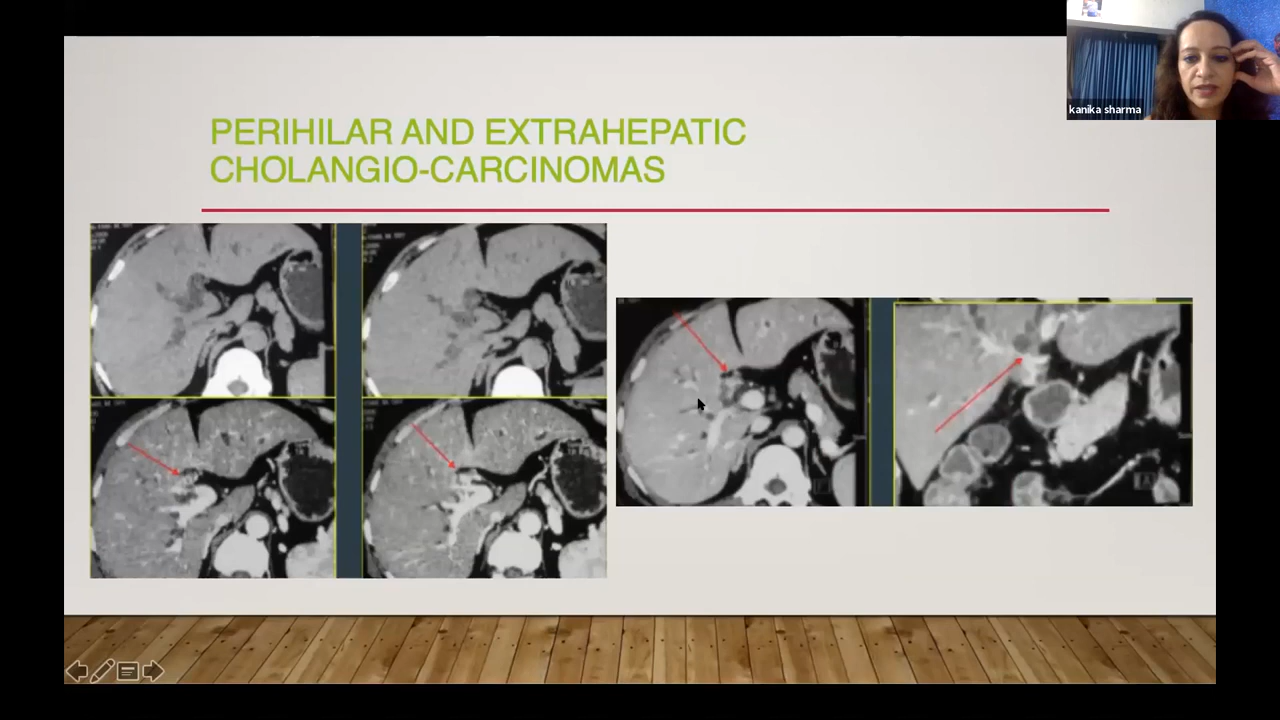 kanika sharma
PERIHILAR AND EXTRAHEPATIC
CHOLANGIO-CARCINOMAS